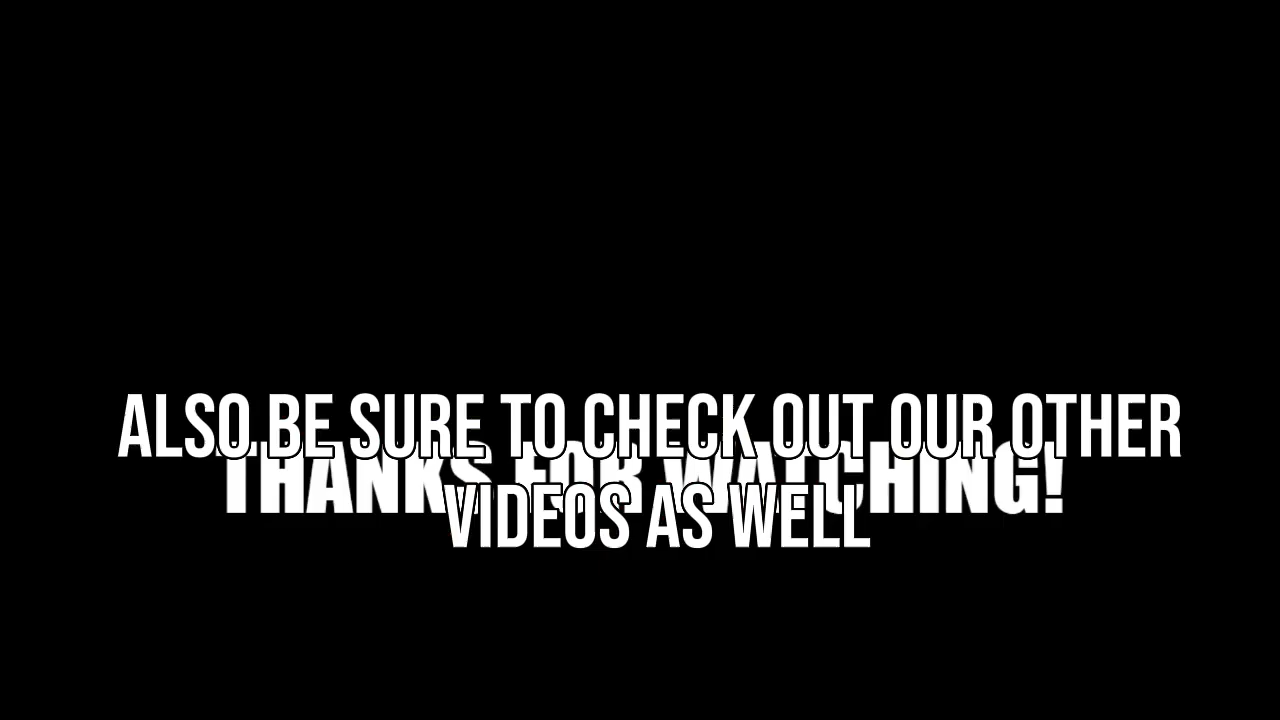 ALSO BE SURE TO CHECK OUT OUR OTHER
THANKS FOR WATCHING!
VIDEOS AS WELL